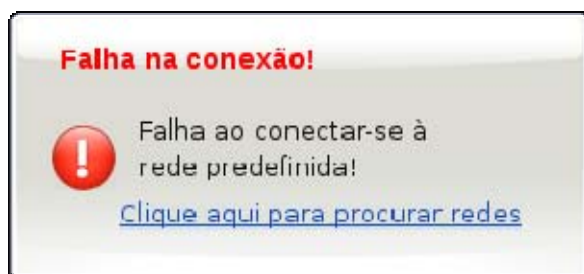 Falha na conexão!
Falha ao conectar-se à
rede predefinida!
Clique aqui para procurar redes